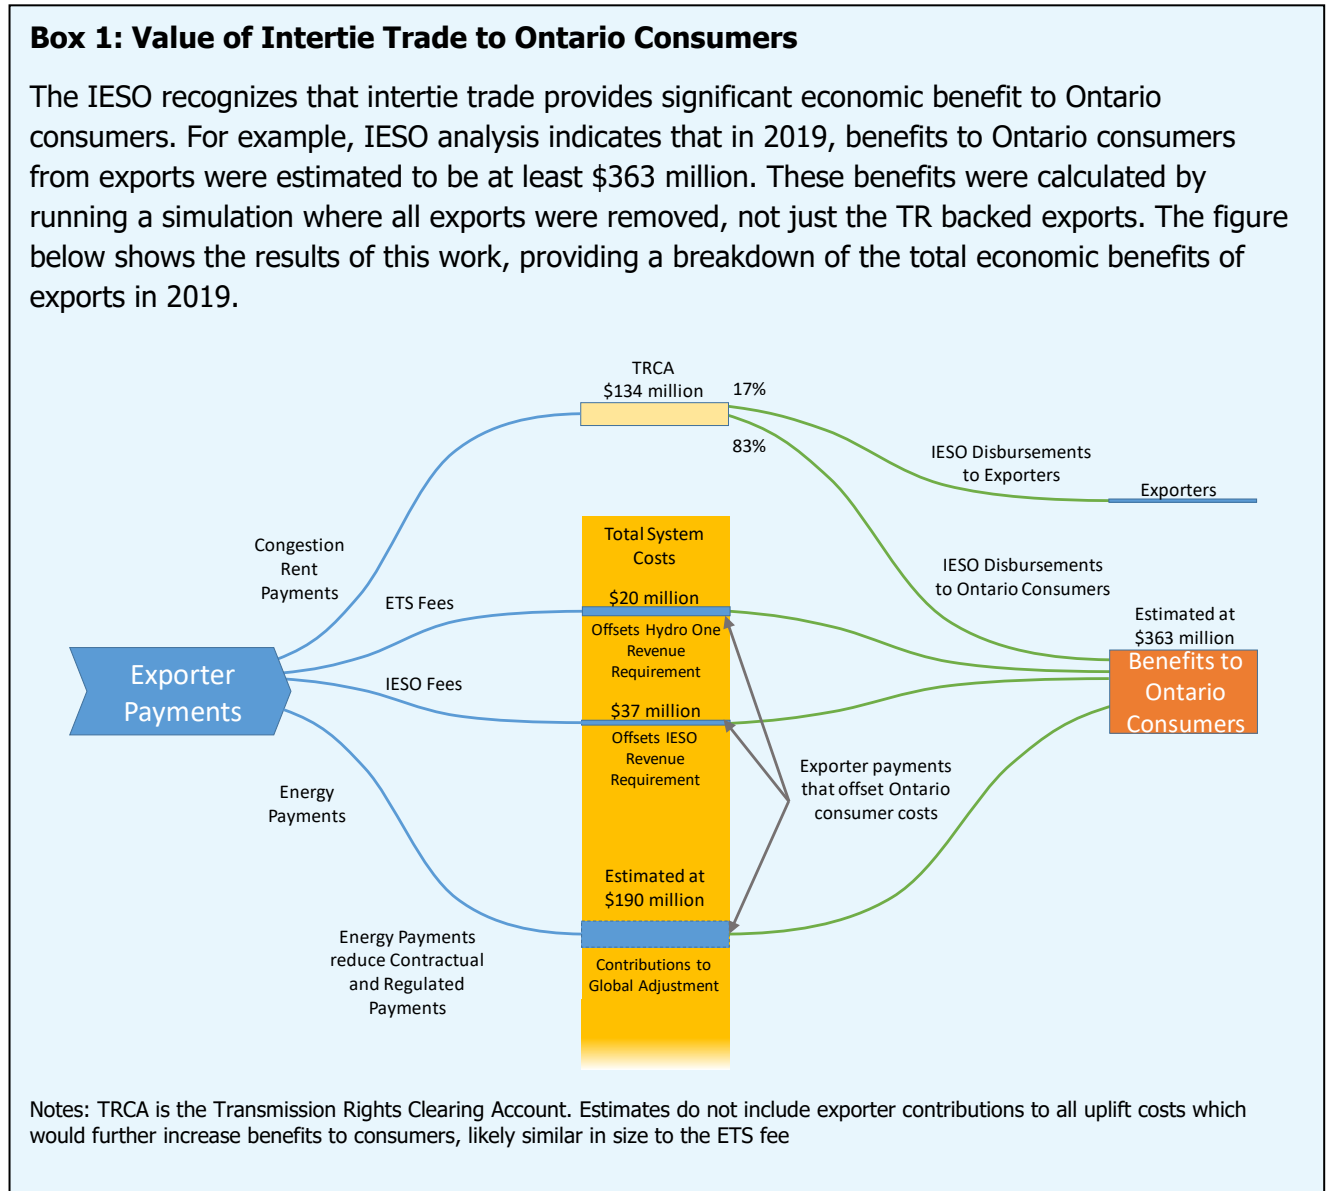 Box 1: Value of Intertie Trade to Ontario Consumers
The IESO recognizes that intertie trade provides significant economic benefit to Ontario
consumers. For example, IESO analysis indicates that in 2019, benefits to Ontario consumers
from exports were estimated to be at least $363 million. These benefits were calculated by
running a simulation where all exports were removed, not just the TR backed exports. The figure
below shows the results of this work, providing a breakdown of the total economic benefits of
exports in 2019.
TRCA
$134 million
17%
83%
IESO Disbursements
to Exporters
Exporters
Congestion
Rent
Payments
Total System
Costs
IESO Disbursements
to Ontario Consumers
ETS Fees
$20 million
Offsets Hydro One
Revenue
Requirement
Estimated at
$363 million
Benefits to
Ontario
Consumers
Exporter
Payments
IESO Fees
$37 million
Offsets IESO
Revenue
Requirement
Exporter payments
that offset Ontario
consumer costs
Energy
Payments
Estimated at
$190 million
Energy Payments
reduce Contractual
and Regulated
Payments
Contributions to
Global Adjustment
Notes: TRCA is the Transmission Rights Clearing Account. Estimates do not include exporter contributions to all uplift costs which
would further increase benefits to consumers, likely similar in size to the ETS fee